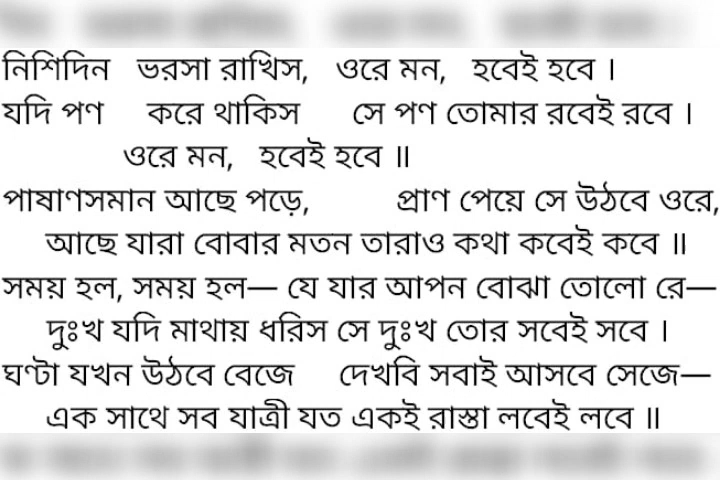 নিশিদিন ভরসা রাখিস, ওরে মন, হবেই হবে।
যদি পণ করে থাকিস সে পণ তোমার রবেই রবে।
ওরে মন, হবেই হবে॥
পাষাণসমান আছে পড়ে, প্রাণ পেয়ে সে উঠবে ওরে,
আছে যারা বোবার মতন তারাও কথা কবেই কবে॥
সময় হল, সময় হল— যে যার আপন বোঝা তোলো রে—
দুঃখ যদি মাথায় ধরিস সে দুঃখ তোর সবেই সবে।
ঘণ্টা যখন উঠবে বেজে দেখবি সবাই আসবে সেজে—
এক সাথে সব যাত্রী যত একই রাস্তা লবেই লবে॥